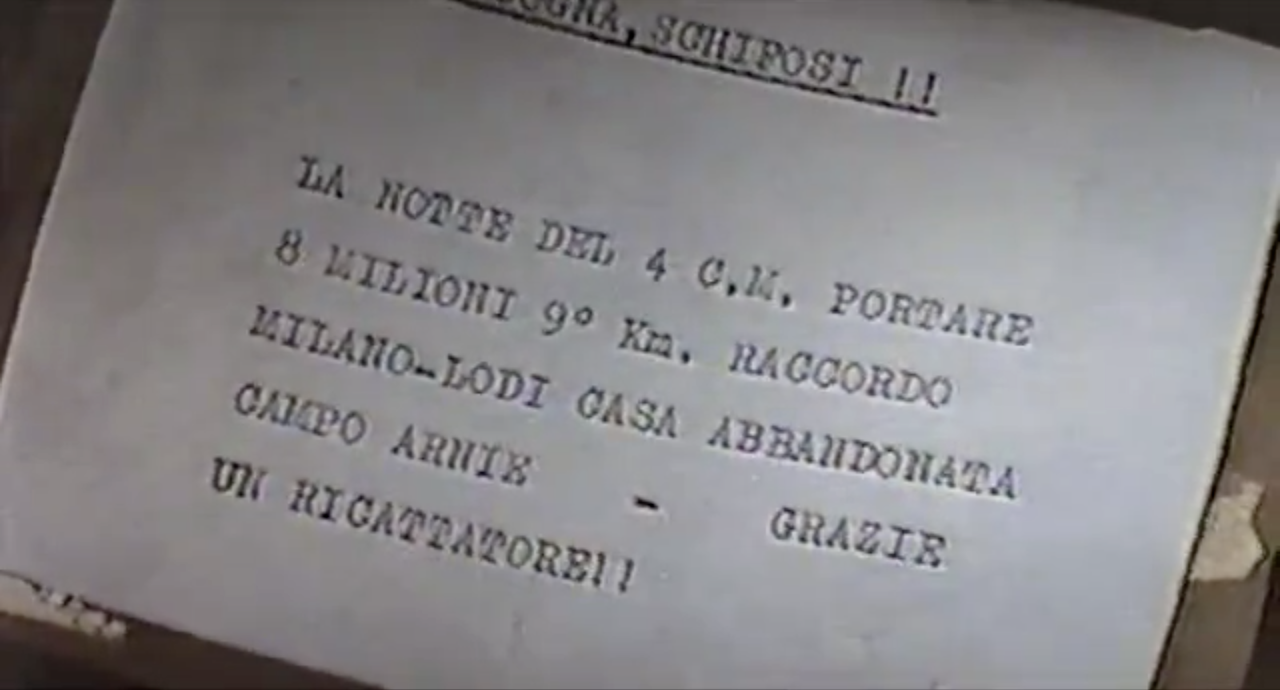 SCHIFOSI !!
LA NOTTE DEL 4 C.M. PORTARE
8 MILIONI 9° Km. RACCORDO
MILANO-LODI CASA ABBANDONATA
CAMPO ARNIE - GRAZIE
UN RICATTATORE!!